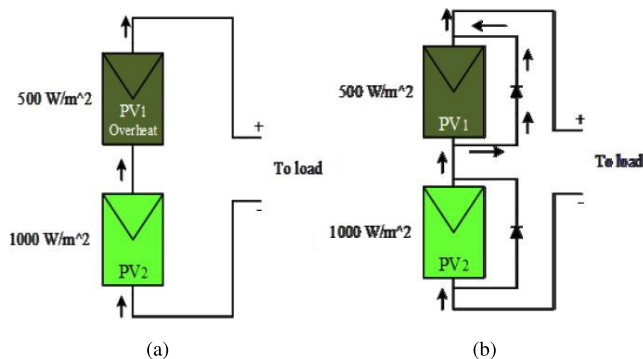 500 W/m^2
PV1
Overheat
+
To load
-
1000 W/m^2
PV2
(a)
500 W/m^2
PV1
+
To load
-
1000 W/m^2
PV2
(b)